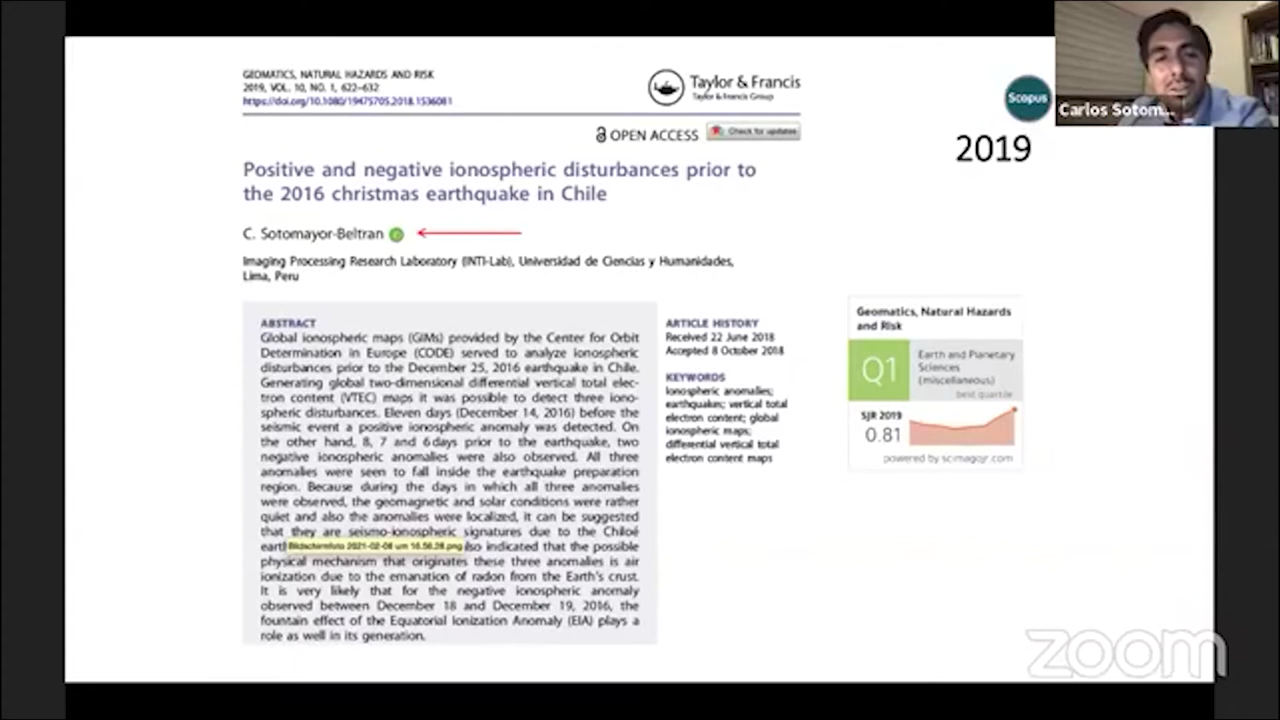 GEOMATICS, NATURAL HAZARDS AND RISK
2019, VOL. 10, NO. 1, 622–632
https://doi.org/10.1080/19475705.2018.1536081
Taylor & Francis
Taylor & Francis Group
OPEN ACCESS
Check for updates
Scopus
Carlos Sotom...
2019
Positive and negative ionospheric disturbances prior to
the 2016 christmas earthquake in Chile
C. Sotomayor-Beltran
Imaging Processing Research Laboratory (INTI-Lab), Universidad de Ciencias y Humanidades,
Lima, Peru
ABSTRACT
Global ionospheric maps (GIMs) provided by the Center for Orbit
Determination in Europe (CODE) served to analyze ionospheric
disturbances prior to the December 25, 2016 earthquake in Chile.
Generating global two-dimensional differential vertical total elec-
tron content (VTEC) maps it was possible to detect three iono-
spheric disturbances. Eleven days (December 14, 2016) before the
seismic event a positive ionospheric anomaly was detected. On
the other hand, 8, 7 and 6 days prior to the earthquake, two
negative ionospheric anomalies were also observed. All three
anomalies were seen to fall inside the earthquake preparation
region. Because during the days in which all three anomalies
were observed, the geomagnetic and solar conditions were rather
quiet and also the anomalies were localized, it can be suggested
that they are seismo-ionospheric signatures due to the Chiloé
Bildschirmfoto 2021-02-08 um 16.56.28.png
indicated that the possible
physical mechanism that originates these three anomalies is air
ionization due to the emanation of radon from the Earth's crust.
It is very likely that for the negative ionospheric anomaly
observed between December 18 and December 19, 2016, the
fountain effect of the Equatorial Ionization Anomaly (EIA) plays a
role as well in its generation.
ARTICLE HISTORY
Received 22 June 2018
Accepted 8 October 2018
KEYWORDS
Ionospheric anomalies;
earthquakes; vertical total
electron content; global
ionospheric maps;
differential vertical total
electron content maps
Geomatics, Natural Hazards
and Risk
Q1
Earth and Planetary
Sciences
(miscellaneous)
best quartile
SJR 2019
0.81
powered by scimagojr.com
zoom